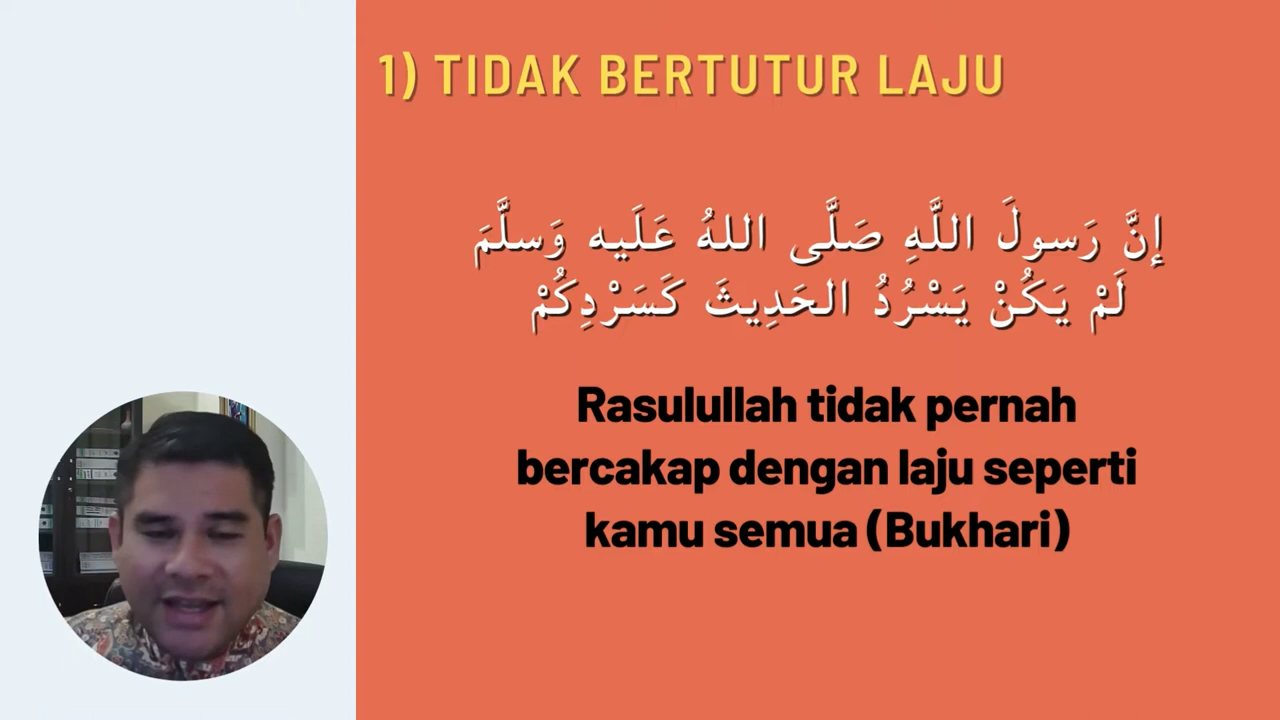 1) TIDAK BERTUTUR LAJU
إنَّ رَسولَ اللَّهِ صَلَّى اللهُ عَلَيه وَسلَّمَ
لَمْ يَكُنْ يَسْرُدُ الحَدِيثَ كَسَرْدِكُمْ
Rasulullah tidak pernah
bercakap dengan laju seperti
kamu semua (Bukhari)